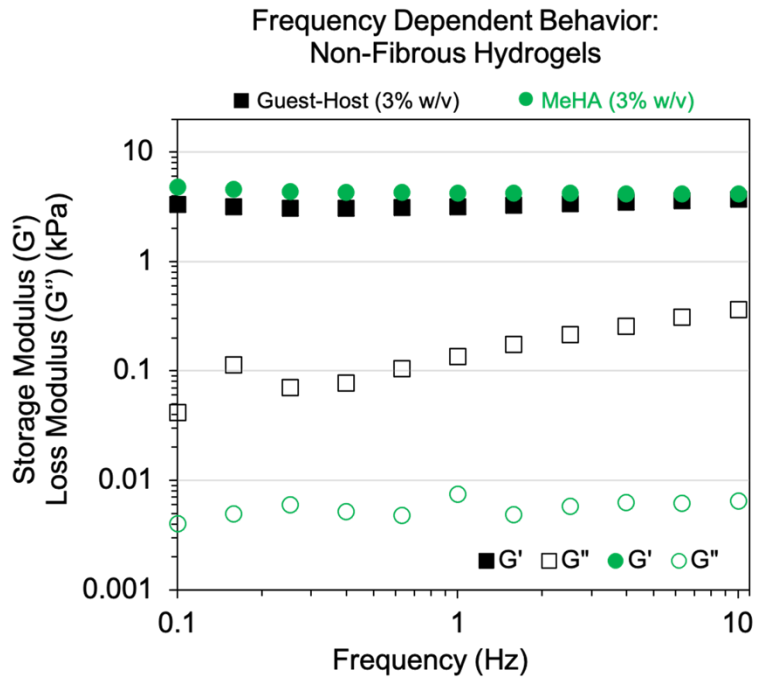 Frequency Dependent Behavior:
Non-Fibrous Hydrogels
Guest-Host (3% w/v) MeHA (3% w/v)
Storage Modulus (G')
Loss Modulus (G") (kPa)
10
1
0.1
0.01
0.001
G' G" G' G"
0.1 1 10
Frequency (Hz)